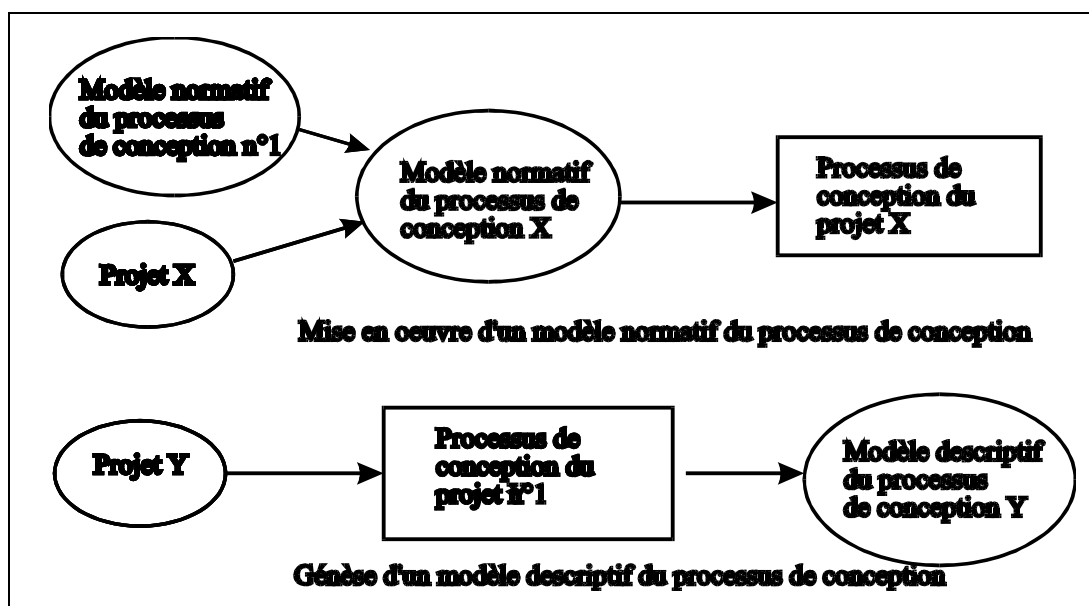 Modèle normatif
du processus
de conception n°1
Modèle normatif
du processus de
conception X
Processus de
conception du
projet X
Projet X
Mise en oeuvre d'un modèle normatif du processus de conception
Projet Y
Processus de
conception du
projet n°1
Modèle descriptif
du processus
de conception Y
Génèse d'un modèle descriptif du processus de conception